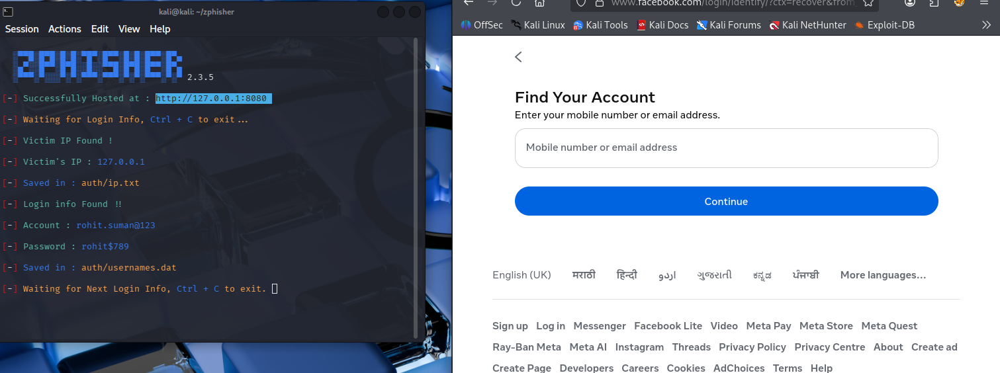 kali@kali: ~/zphisher
Session Actions Edit View Help
ZPHISHER 2.3.5
[-] Successfully Hosted at : http://127.0.0.1:8080
[-] Waiting for Login Info, Ctrl + C to exit...
[-] Victim IP Found !
[-] Victim's IP : 127.0.0.1
[-] Saved in : auth/ip.txt
[-] Login info Found !!
[-] Account : rohit.suman@123
[-] Password : rohit$789
[-] Saved in : auth/usernames.dat
[-] Waiting for Next Login Info, Ctrl + C to exit.
www.facebook.com/login/identify/?ctx=recover&from_
OffSec Kali Linux Kali Tools Kali Docs Kali Forums Kali NetHunter Exploit-DB
Find Your Account
Enter your mobile number or email address.
Mobile number or email address
Continue
English (UK) मराठी हिन्दी اردو ગુજરાતી ಕನ್ನಡ ਪੰਜਾਬੀ More languages...
Sign up Log in Messenger Facebook Lite Video Meta Pay Meta Store Meta Quest
Ray-Ban Meta Meta AI Instagram Threads Privacy Policy Privacy Centre About Create ad
Create Page Developers Careers Cookies AdChoices Terms Help